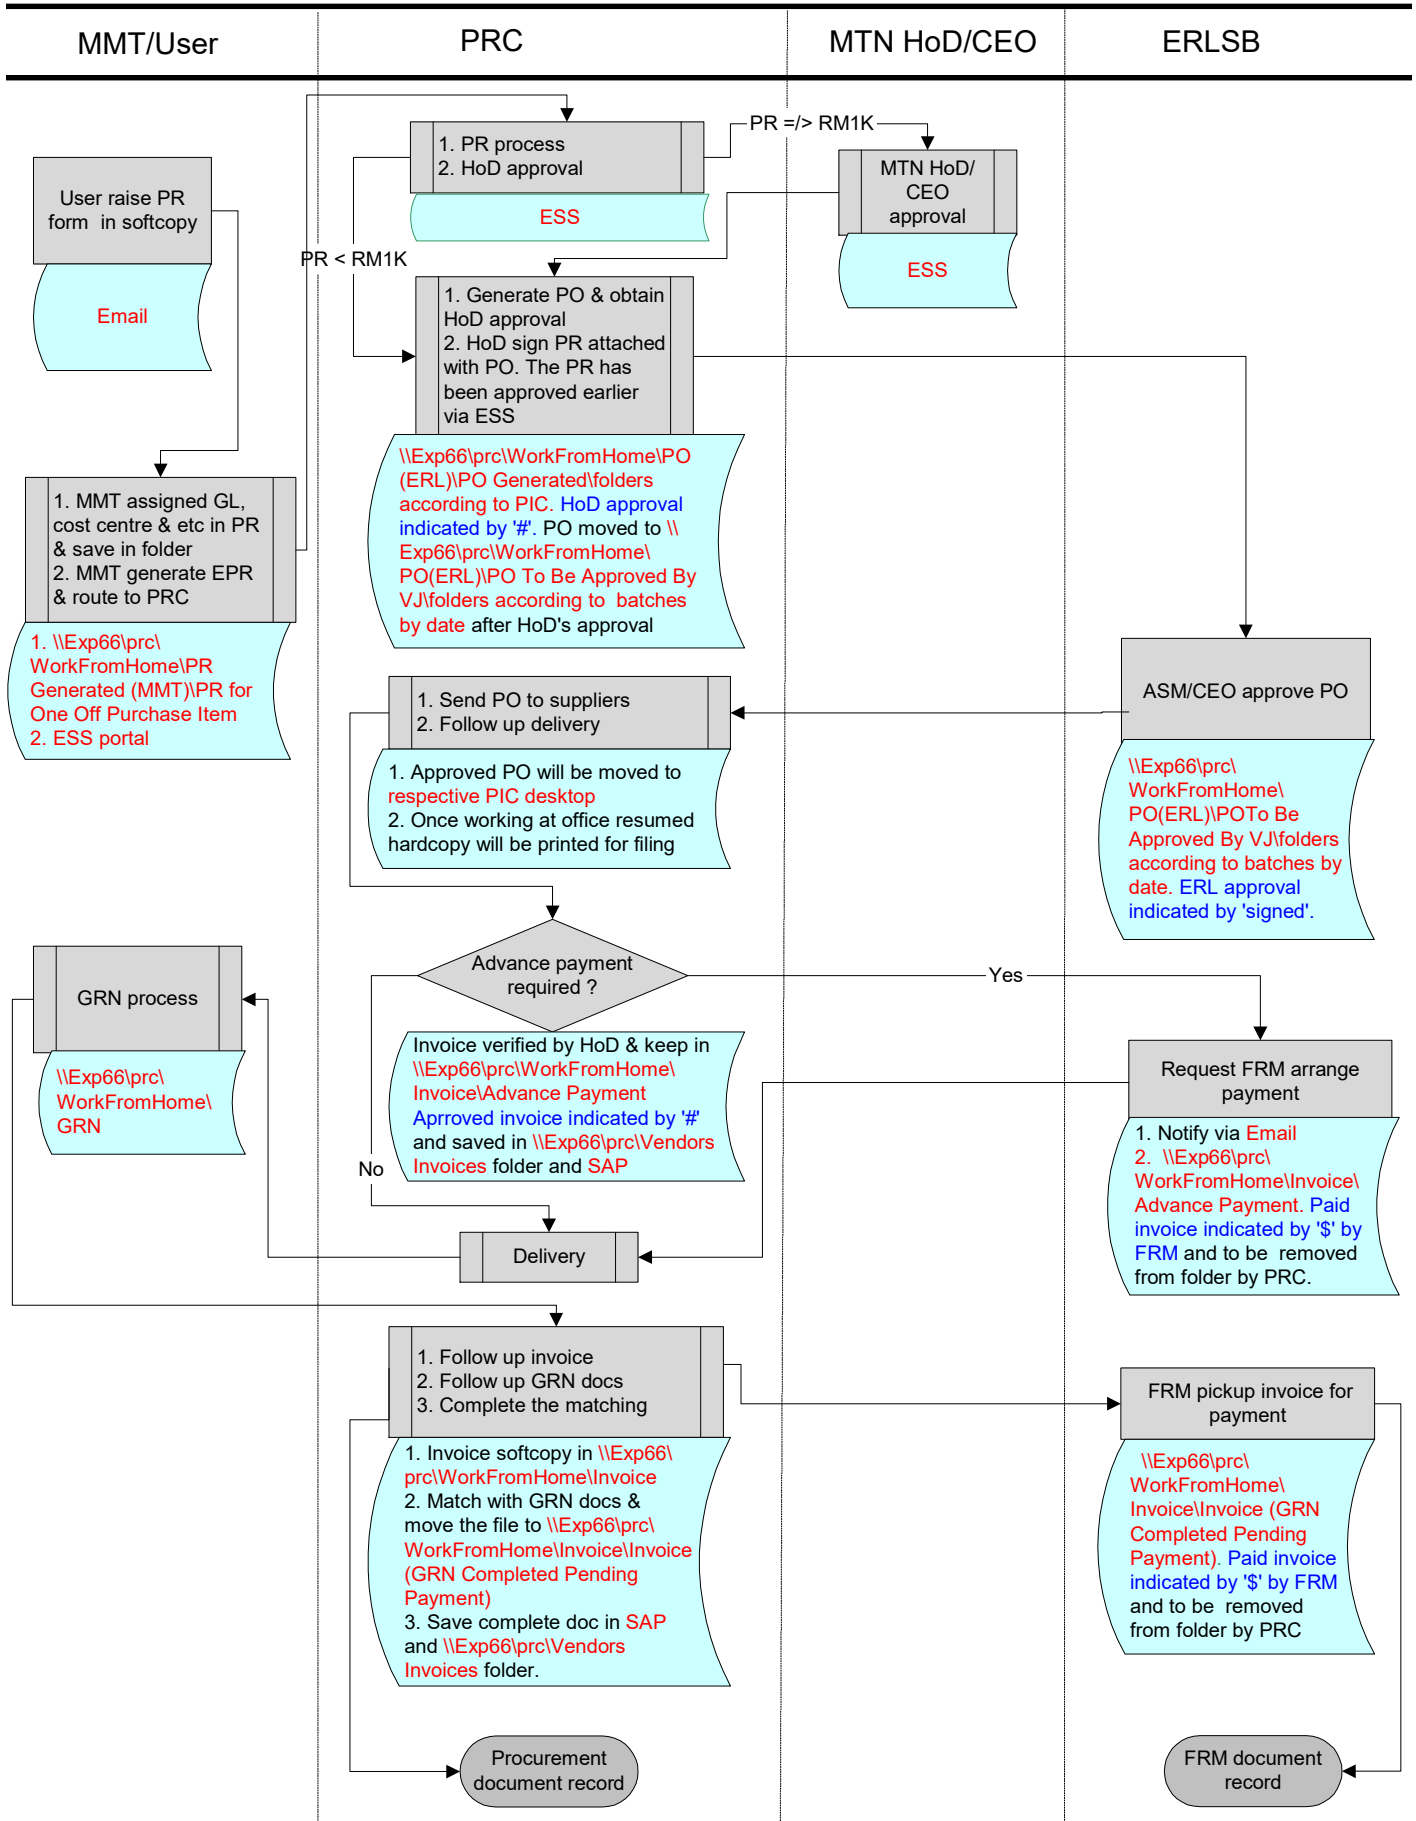 MMT/User
PRC
MTN HoD/CEO
ERLSB
User raise PR
form in softcopy
Email
1. PR process
2. HoD approval
ESS
PR =/> RM1K
MTN HoD/
CEO
approval
ESS
PR < RM1K
1. Generate PO & obtain
HoD approval
2. HoD sign PR attached
with PO. The PR has
been approved earlier
via ESS
\\Exp66\prc\WorkFromHome\PO
(ERL)\PO Generated\folders
according to PIC. HoD approval
indicated by '#'. PO moved to \\
Exp66\prc\WorkFromHome\
PO(ERL)\PO To Be Approved By
VJ\folders according to batches
by date after HoD's approval
1. MMT assigned GL,
cost centre & etc in PR
& save in folder
2. MMT generate EPR
& route to PRC
1. \\Exp66\prc\
WorkFromHome\PR
Generated (MMT)\PR for
One Off Purchase Item
2. ESS portal
ASM/CEO approve PO
\\Exp66\prc\
WorkFromHome\
PO(ERL)\POTo Be
Approved By VJ\folders
according to batches by
date. ERL approval
indicated by 'signed'.
1. Send PO to suppliers
2. Follow up delivery
1. Approved PO will be moved to
respective PIC desktop
2. Once working at office resumed
hardcopy will be printed for filing
Advance payment
required ?
Yes
No
Invoice verified by HoD & keep in
\\Exp66\prc\WorkFromHome\
Invoice\Advance Payment
Aprroved invoice indicated by '#'
and saved in \\Exp66\prc\Vendors
Invoices folder and SAP
Request FRM arrange
payment
1. Notify via Email
2. \\Exp66\prc\
WorkFromHome\Invoice\
Advance Payment. Paid
invoice indicated by '$' by
FRM and to be removed
from folder by PRC.
Delivery
GRN process
\\Exp66\prc\
WorkFromHome\
GRN
1. Follow up invoice
2. Follow up GRN docs
3. Complete the matching
1. Invoice softcopy in \\Exp66\
prc\WorkFromHome\Invoice
2. Match with GRN docs &
move the file to \\Exp66\prc\
WorkFromHome\Invoice\Invoice
(GRN Completed Pending
Payment)
3. Save complete doc in SAP
and \\Exp66\prc\Vendors
Invoices folder.
FRM pickup invoice for
payment
\\Exp66\prc\
WorkFromHome\
Invoice\Invoice (GRN
Completed Pending
Payment). Paid invoice
indicated by '$' by FRM
and to be removed
from folder by PRC
Procurement
document record
FRM document
record